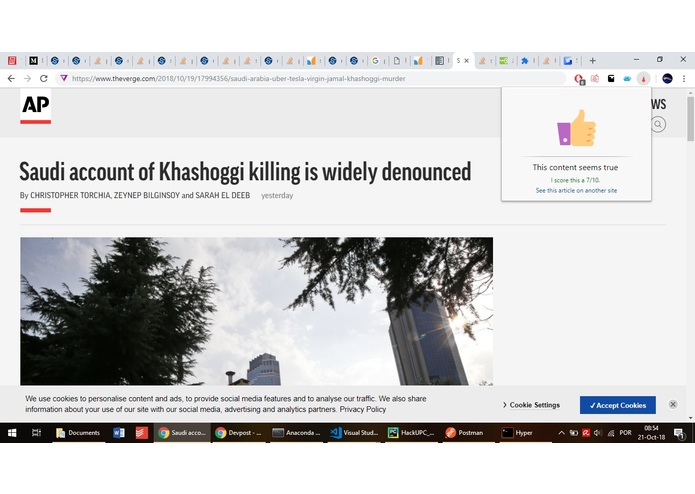 https://www.theverge.com/2018/10/19/17994356/saudi-arabia-uber-tesla-virgin-jamal-khashoggi-murder
AP
WS
This content seems true
I score this a 7/10.
See this article on another site
Saudi account of Khashoggi killing is widely denounced
By CHRISTOPHER TORCHIA, ZEYNEP BILGINSOY and SARAH EL DEEB yesterday
We use cookies to personalise content and ads, to provide social media features and to analyse our traffic. We also share
information about your use of our site with our social media, advertising and analytics partners. Privacy Policy
Cookie Settings
✓Accept Cookies
Documents
Saudi acco...
Devpost - ...
Anaconda ...
Visual Stud...
HackUPC_...
Postman
Hyper
POR
08:54
21-Oct-18